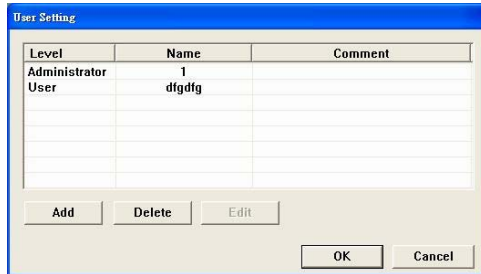 User Setting
Level Name Comment
Administrator 1
User dfgdfg
Add Delete Edit
OK Cancel